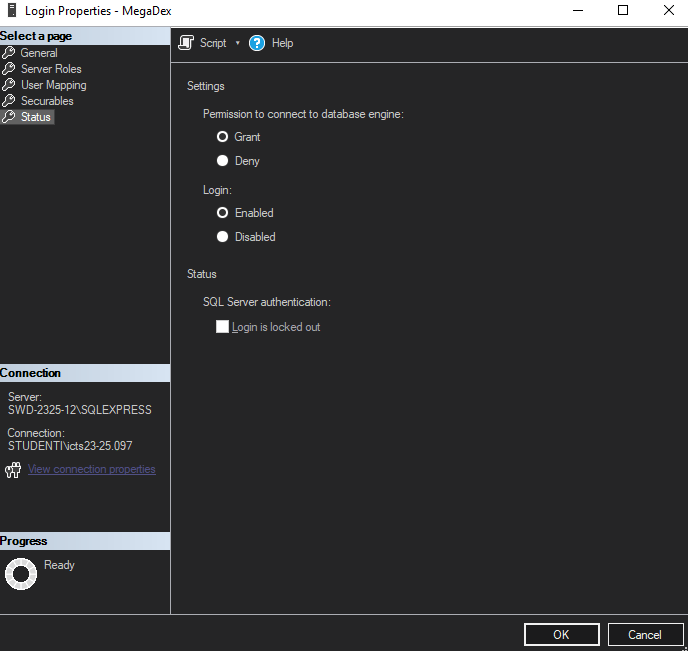 Login Properties - MegaDex
Select a page
General
Server Roles
User Mapping
Securables
Status
Script
Help
Settings
Permission to connect to database engine:
Grant
Deny
Login:
Enabled
Disabled
Status
SQL Server authentication:
Login is locked out
Connection
Server:
SWD-2325-12\SQLEXPRESS
Connection:
STUDENTI\icts23-25.097
View connection properties
Progress
Ready
OK
Cancel